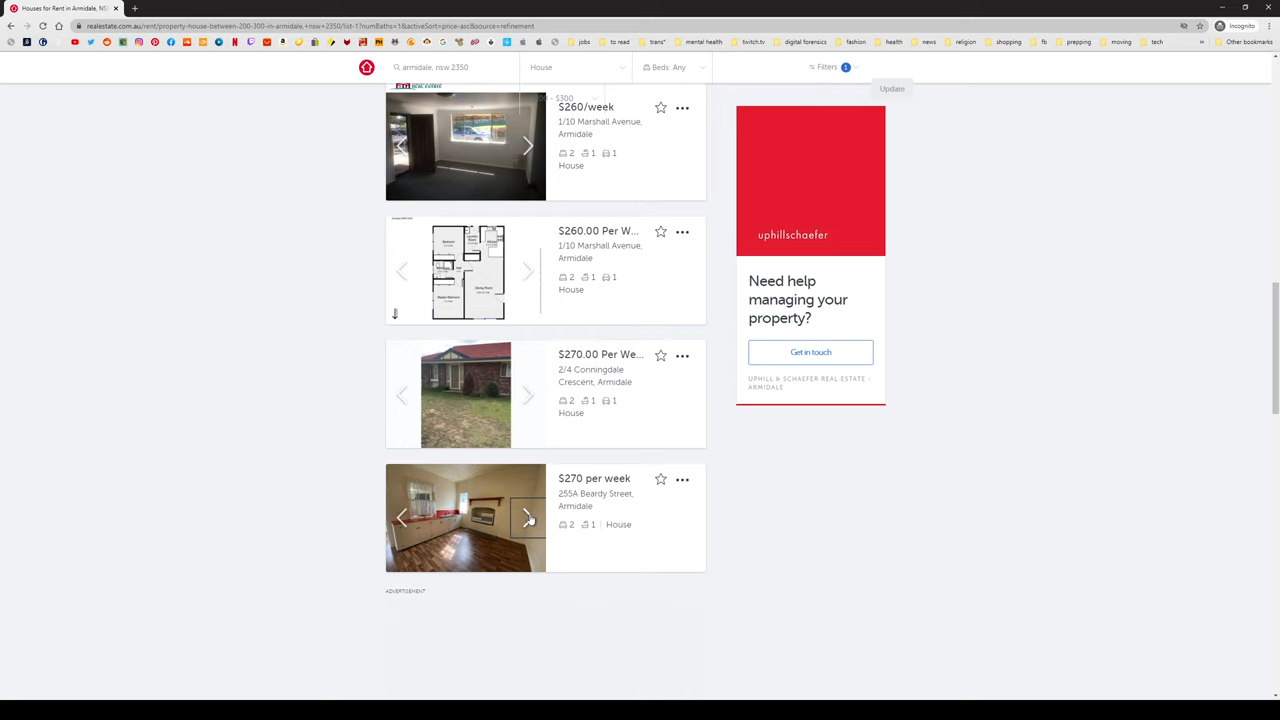 Houses for Rent in Armidale, NS
realestate.com.au/rent/property-house-between-200-300-in-armidale,+nsw+2350/list-1?numBaths=1&activeSort=price-asc&source=refinement
Incognito
jobs
to read
trans*
mental health
twitch.tv
digital forensics
fashion
health
news
religion
shopping
fb
prepping
moving
tech
Other bookmarks
armidale, nsw 2350
House
Beds: Any
Filters 1
Update
REAL ESTATE
$300
$260/week
1/10 Marshall Avenue,
Armidale
2 1 1
House
$260.00 Per W...
1/10 Marshall Avenue,
Armidale
2 1 1
House
Bedroom
Master Bedroom
$270.00 Per We...
2/4 Conningdale
Crescent, Armidale
2 1 1
House
$270 per week
255A Beardy Street,
Armidale
2 1 House
ADVERTISEMENT
uphillschaefer
Need help
managing your
property?
Get in touch
UPHILL & SCHAEFER REAL ESTATE -
ARMIDALE